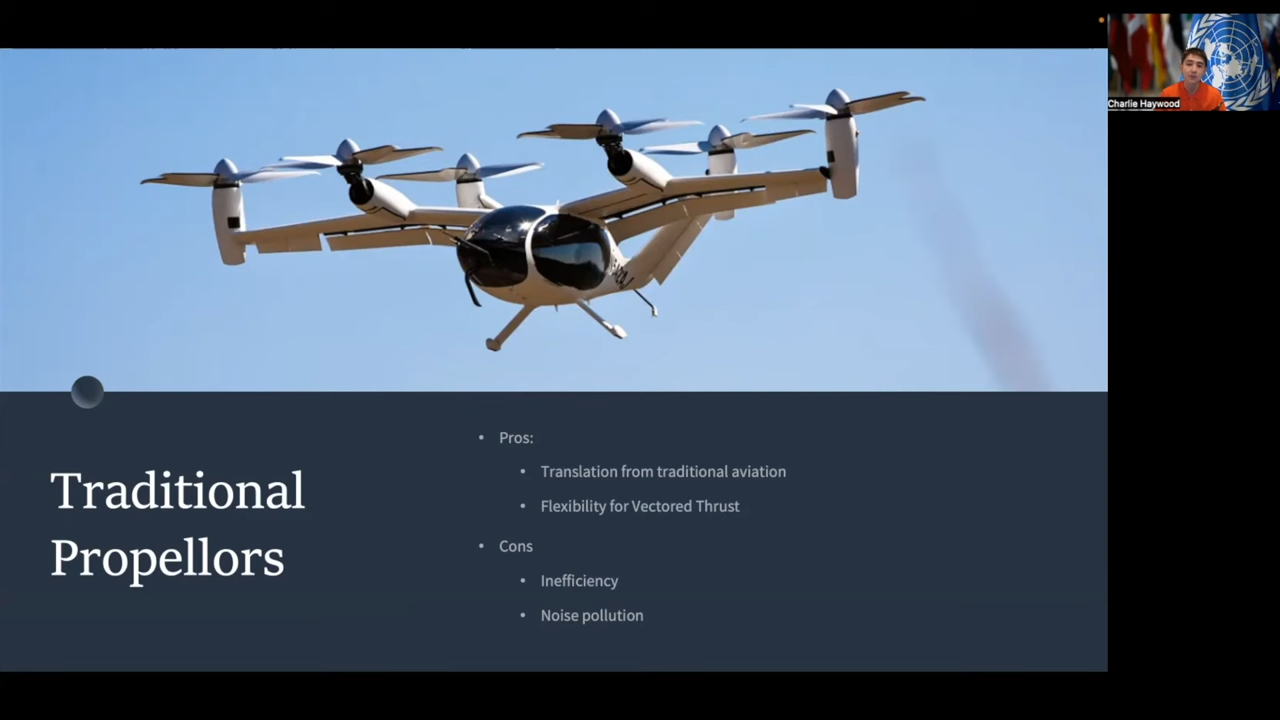 Charlie Haywood
Traditional
Propellors
Pros:
Translation from traditional aviation
Flexibility for Vectored Thrust
Cons
Inefficiency
Noise pollution